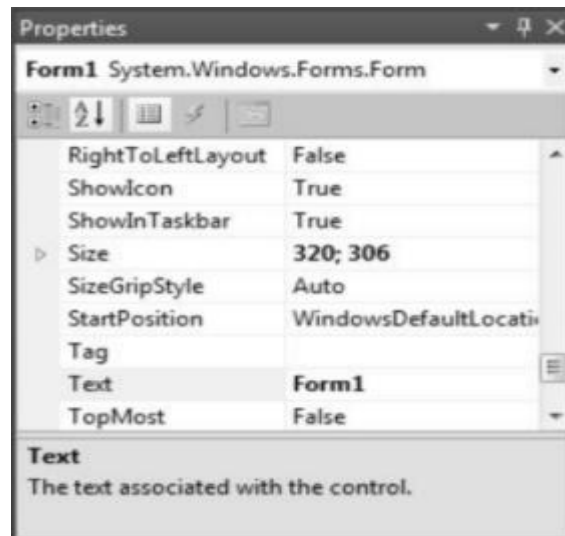 Properties
Form1 System.Windows.Forms.Form
RightToLeftLayout False
ShowIcon True
ShowInTaskbar True
Size 320; 306
SizeGripStyle Auto
StartPosition WindowsDefaultLocati
Tag
Text Form1
TopMost False
Text
The text associated with the control.